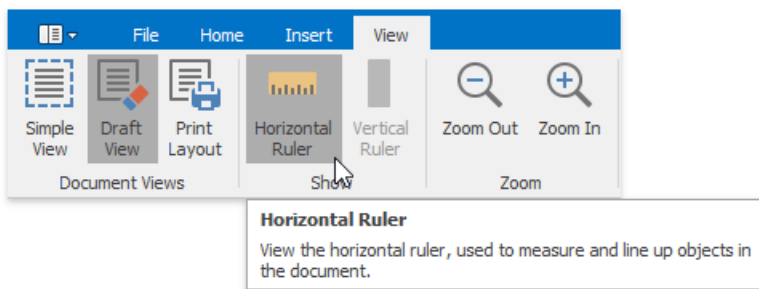 File Home Insert View
Simple View
Draft View
Print Layout
Horizontal Ruler
Vertical Ruler
Zoom Out
Zoom In
Document Views
Show
Zoom
Horizontal Ruler
View the horizontal ruler, used to measure and line up objects in
the document.